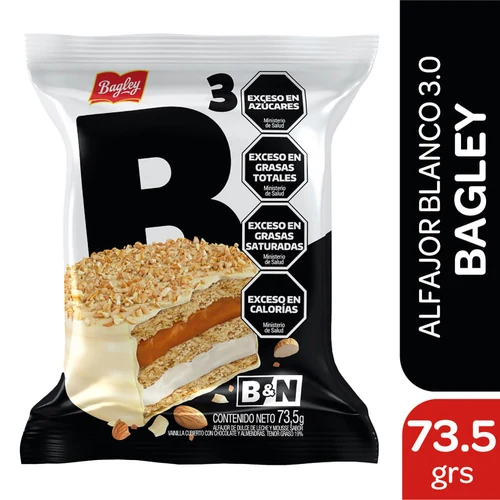 Bagley
B
3
EXCESO EN
AZÚCARES
Ministerio
de Salud
EXCESO EN
GRASAS
TOTALES
Ministerio
de Salud
EXCESO EN
GRASAS
SATURADAS
Ministerio
de Salud
EXCESO EN
CALORÍAS
Ministerio
de Salud
B&N
CONTENIDO NETO 73,5g
ALFAJOR DE DULCE DE LECHE Y MOUSSE SABOR
VAINILLA CUBIERTO CON CHOCOLATE Y ALMENDRAS. TENOR GRASO 19%
ALFAJOR BLANCO 3.0
BAGLEY
73.5
grs